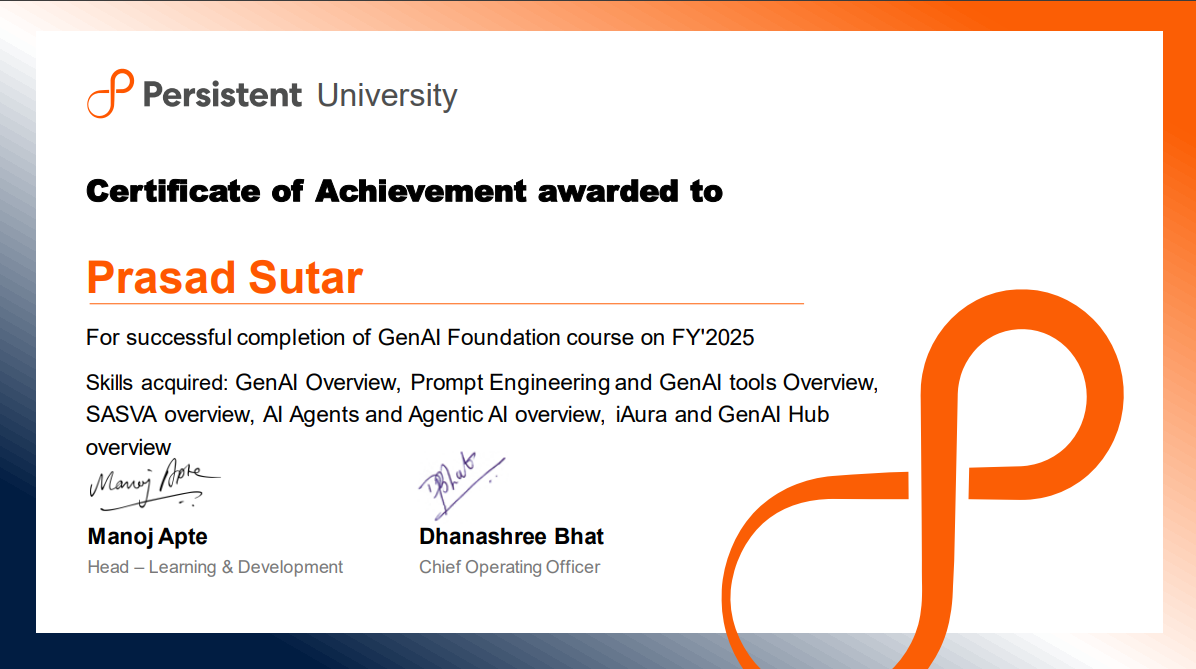 Persistent University
Certificate of Achievement awarded to
Prasad Sutar
For successful completion of GenAI Foundation course on FY'2025
Skills acquired: GenAI Overview, Prompt Engineering and GenAI tools Overview,
SASVA overview, AI Agents and Agentic AI overview, iAura and GenAI Hub
overview
Manoj Apte
DBhat
Manoj Apte
Dhanashree Bhat
Head – Learning & Development
Chief Operating Officer